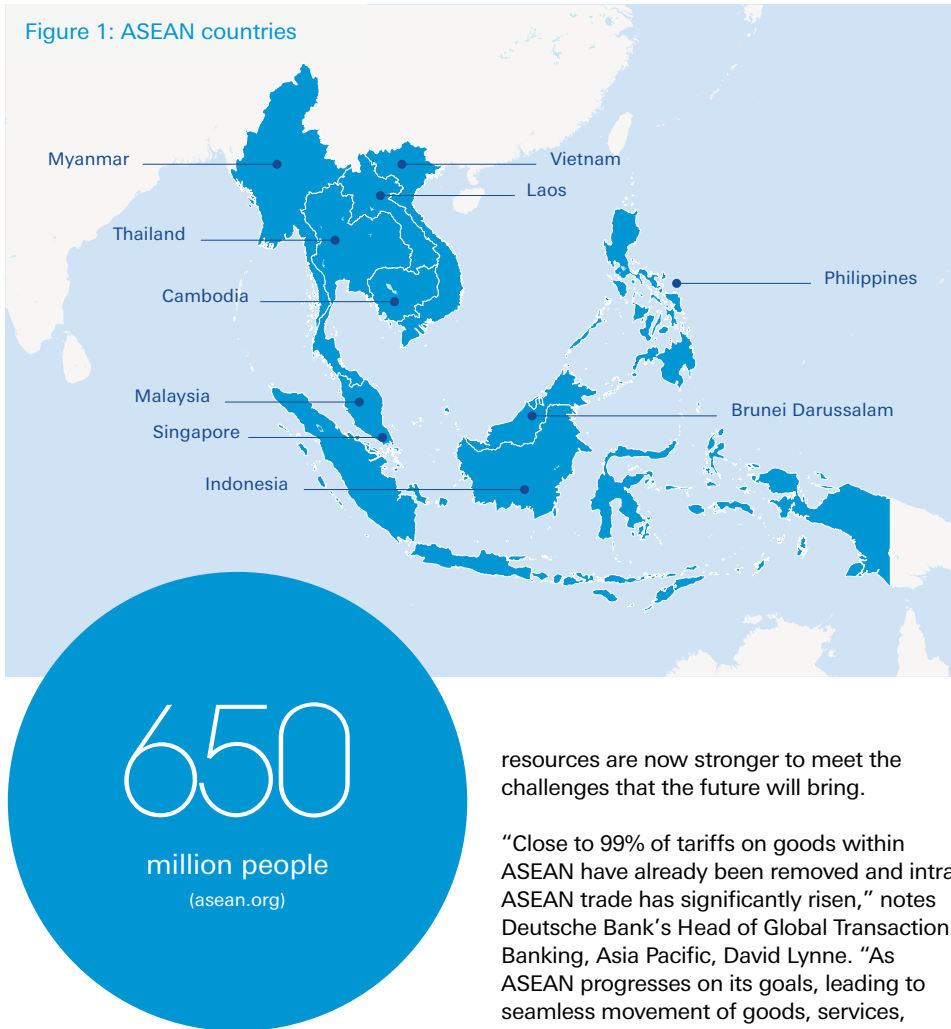 Figure 1: ASEAN countries
Myanmar
Vietnam
Laos
Thailand
Philippines
Cambodia
Malaysia
Brunei Darussalam
Singapore
Indonesia
650
million people
(asean.org)
resources are now stronger to meet the
challenges that the future will bring.
“Close to 99% of tariffs on goods within
ASEAN have already been removed and intra
ASEAN trade has significantly risen,” notes
Deutsche Bank’s Head of Global Transaction
Banking, Asia Pacific, David Lynne. “As
ASEAN progresses on its goals, leading to
seamless movement of goods, services,